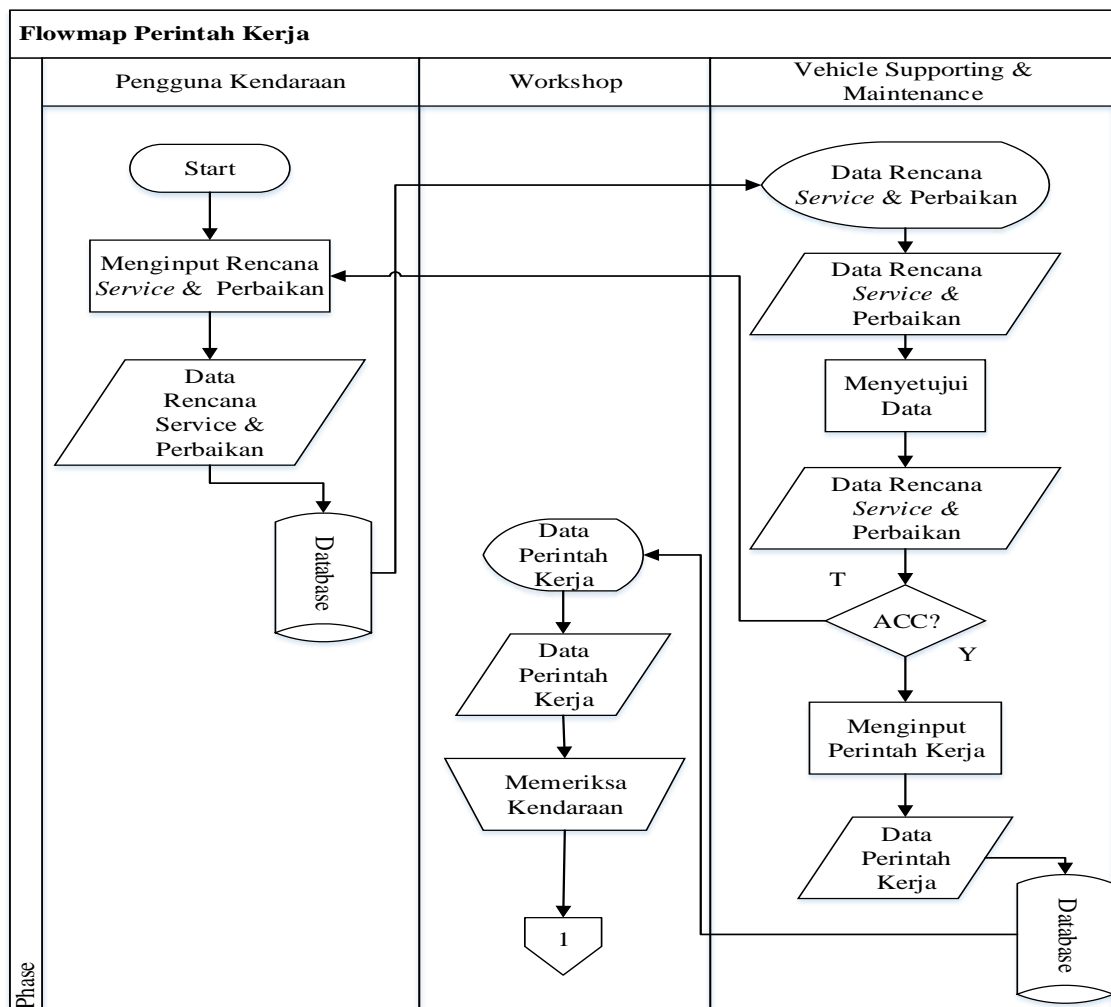 Flowmap Perintah Kerja
Pengguna Kendaraan
Workshop
Vehicle Supporting &
Maintenance
Phase
Start
Menginput Rencana
Service & Perbaikan
Data
Rencana
Service &
Perbaikan
Database
Data
Perintah
Kerja
Data
Perintah
Kerja
Memeriksa
Kendaraan
1
Data Rencana
Service & Perbaikan
Data Rencana
Service &
Perbaikan
Menyetujui
Data
Data Rencana
Service &
Perbaikan
T
ACC?
Y
Menginput
Perintah Kerja
Data
Perintah
Kerja
Database